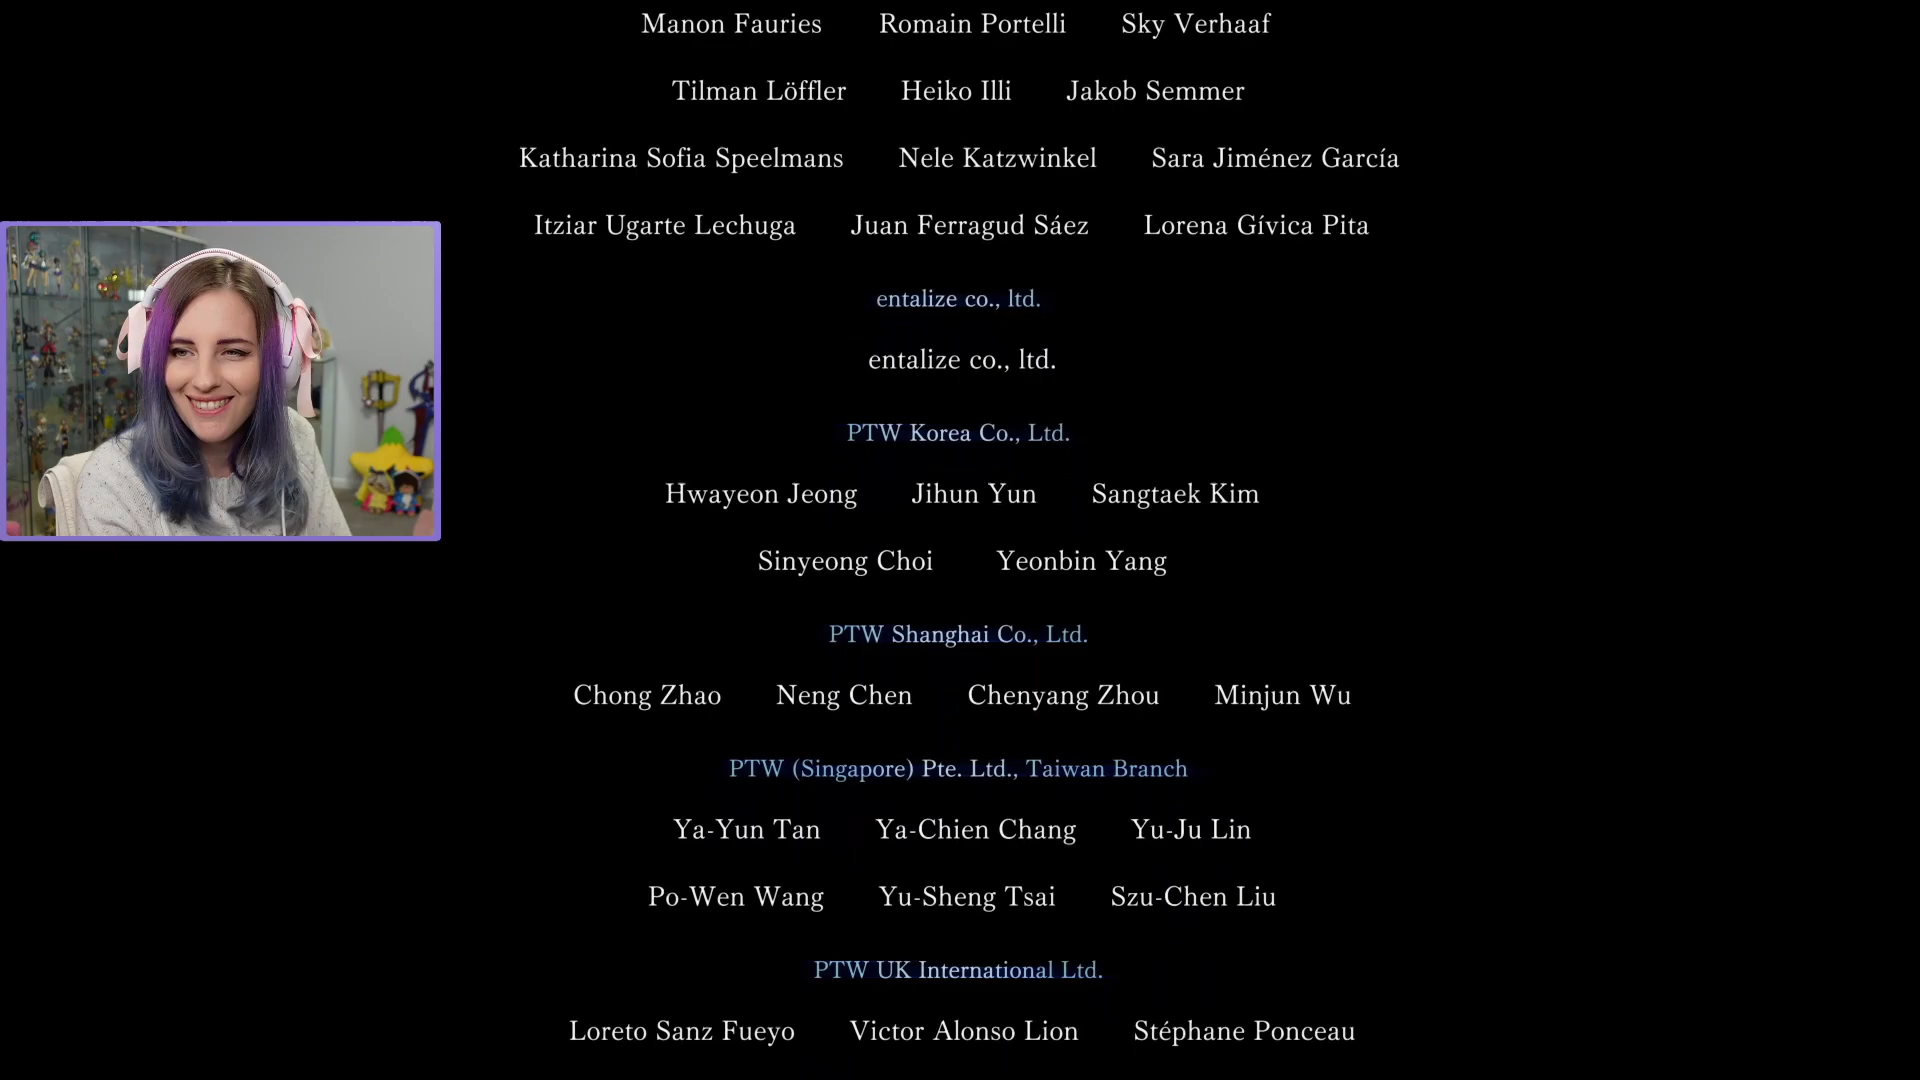 Manon Fauries Romain Portelli Sky Verhaaf
Tilman Löffler Heiko Illi Jakob Semmer
Katharina Sofia Speelmans Nele Katzwinkel Sara Jiménez García
Itziar Ugarte Lechuga Juan Ferragud Sáez Lorena Gívica Pita
entalize co., ltd.
entalize co., ltd.
PTW Korea Co., Ltd.
Hwayeon Jeong Jihun Yun Sangtaek Kim
Sinyeong Choi Yeonbin Yang
PTW Shanghai Co., Ltd.
Chong Zhao Neng Chen Chenyang Zhou Minjun Wu
PTW (Singapore) Pte. Ltd., Taiwan Branch
Ya-Yun Tan Ya-Chien Chang Yu-Ju Lin
Po-Wen Wang Yu-Sheng Tsai Szu-Chen Liu
PTW UK International Ltd.
Loreto Sanz Fueyo Victor Alonso Lion Stéphane Ponceau